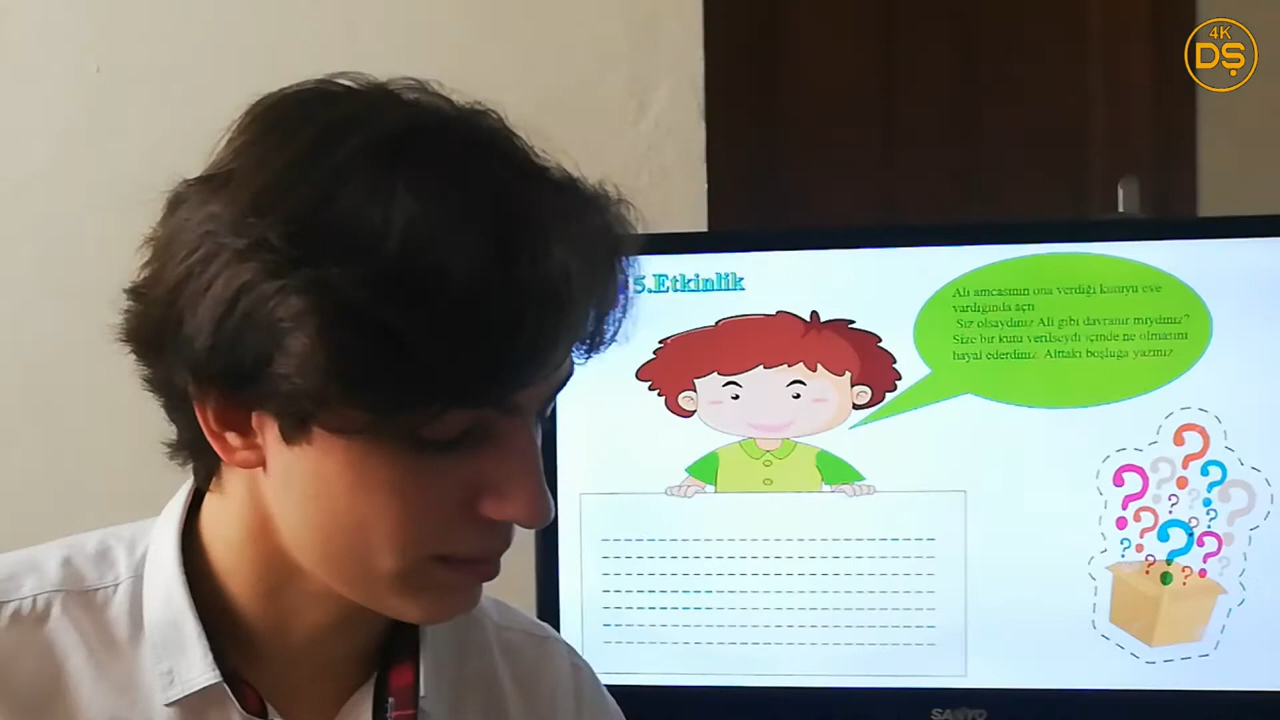 4K
DŞ
5.Etkinlik
Ali amcasının ona verdiği kutuyu eve
vardığında açtı
Siz olsaydınız Ali gibi davranır mıydınız?
Size bir kutu verilseydi içinde ne olmasını
hayal ederdiniz. Alttaki boşluğa yazınız
SANYO